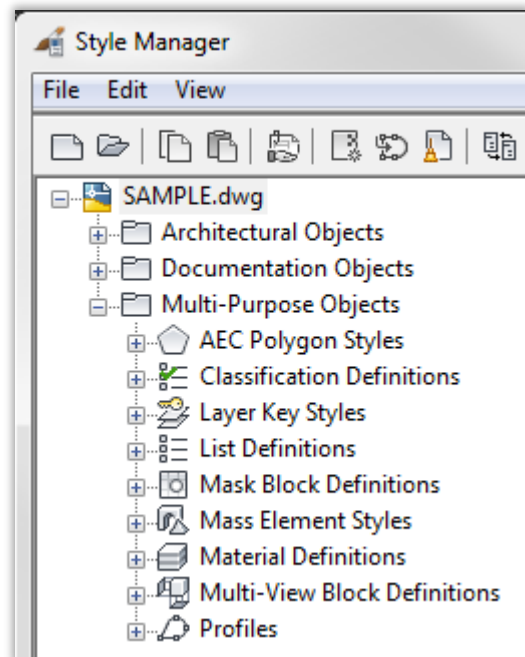 Style Manager
File Edit View
SAMPLE.dwg
Architectural Objects
Documentation Objects
Multi-Purpose Objects
AEC Polygon Styles
Classification Definitions
Layer Key Styles
List Definitions
Mask Block Definitions
Mass Element Styles
Material Definitions
Multi-View Block Definitions
Profiles